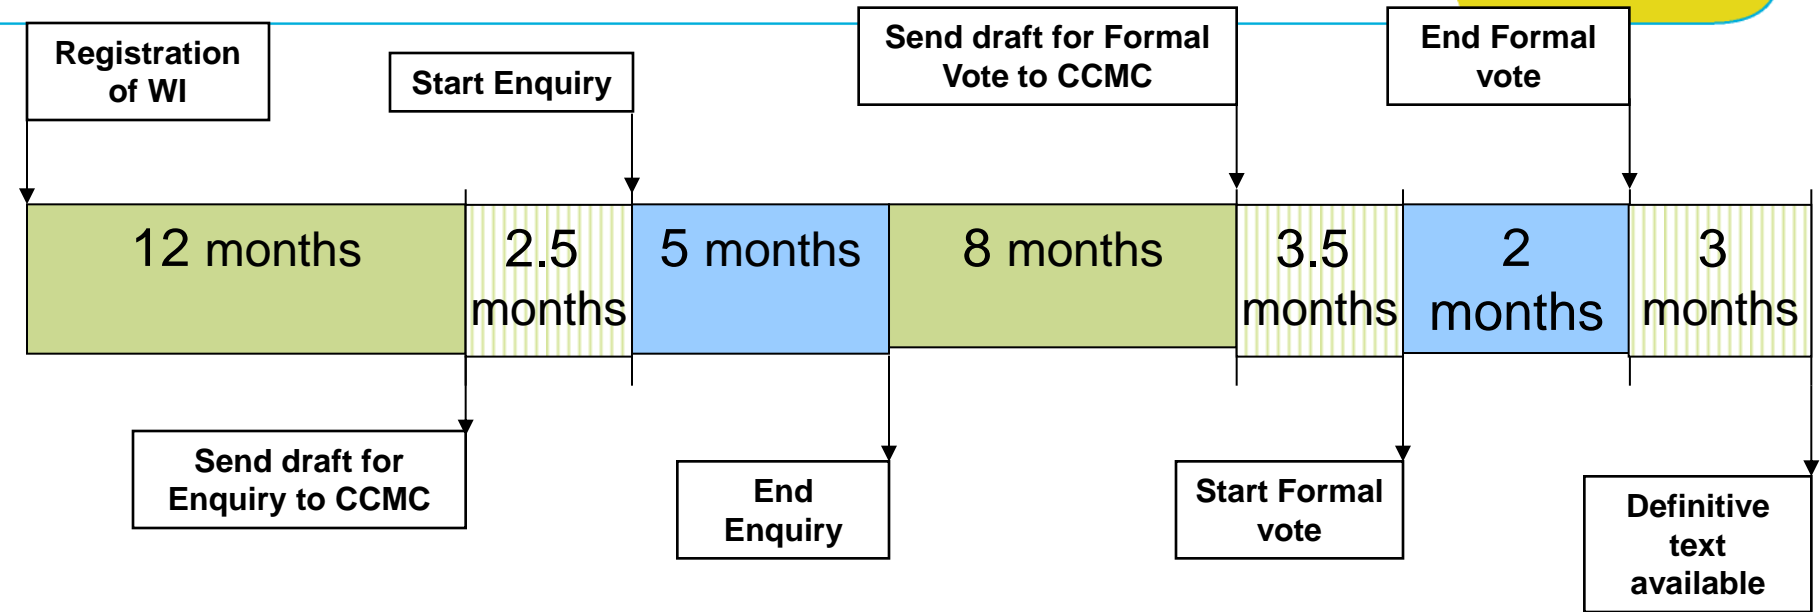 Registration
of WI
Start Enquiry
Send draft for Formal
Vote to CCMC
End Formal
vote
12 months
2.5
months
5 months
8 months
3.5
months
2
months
3
months
Send draft for
Enquiry to CCMC
End
Enquiry
Start Formal
vote
Definitive
text
available